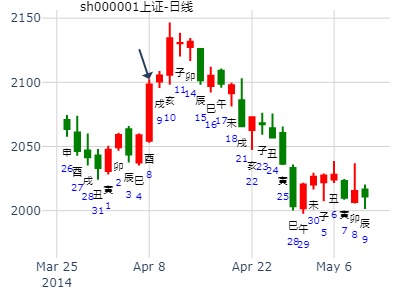 sh000001上证-日线
2150
2100
2050
2000
申 酉 戌 丑 寅 卯 辰 巳 酉 戌 亥 子 卯 辰 巳 午 未 戌 亥 子 丑 寅 巳 午 未 子 丑 寅 卯 辰
26 27 28 31 1 2 3 4 8 9 10 11 14 15 16 17 18 21 22 23 24 25 28 29 30 5 6 7 8 9
Mar 25 Apr 8 Apr 22 May 6
2014